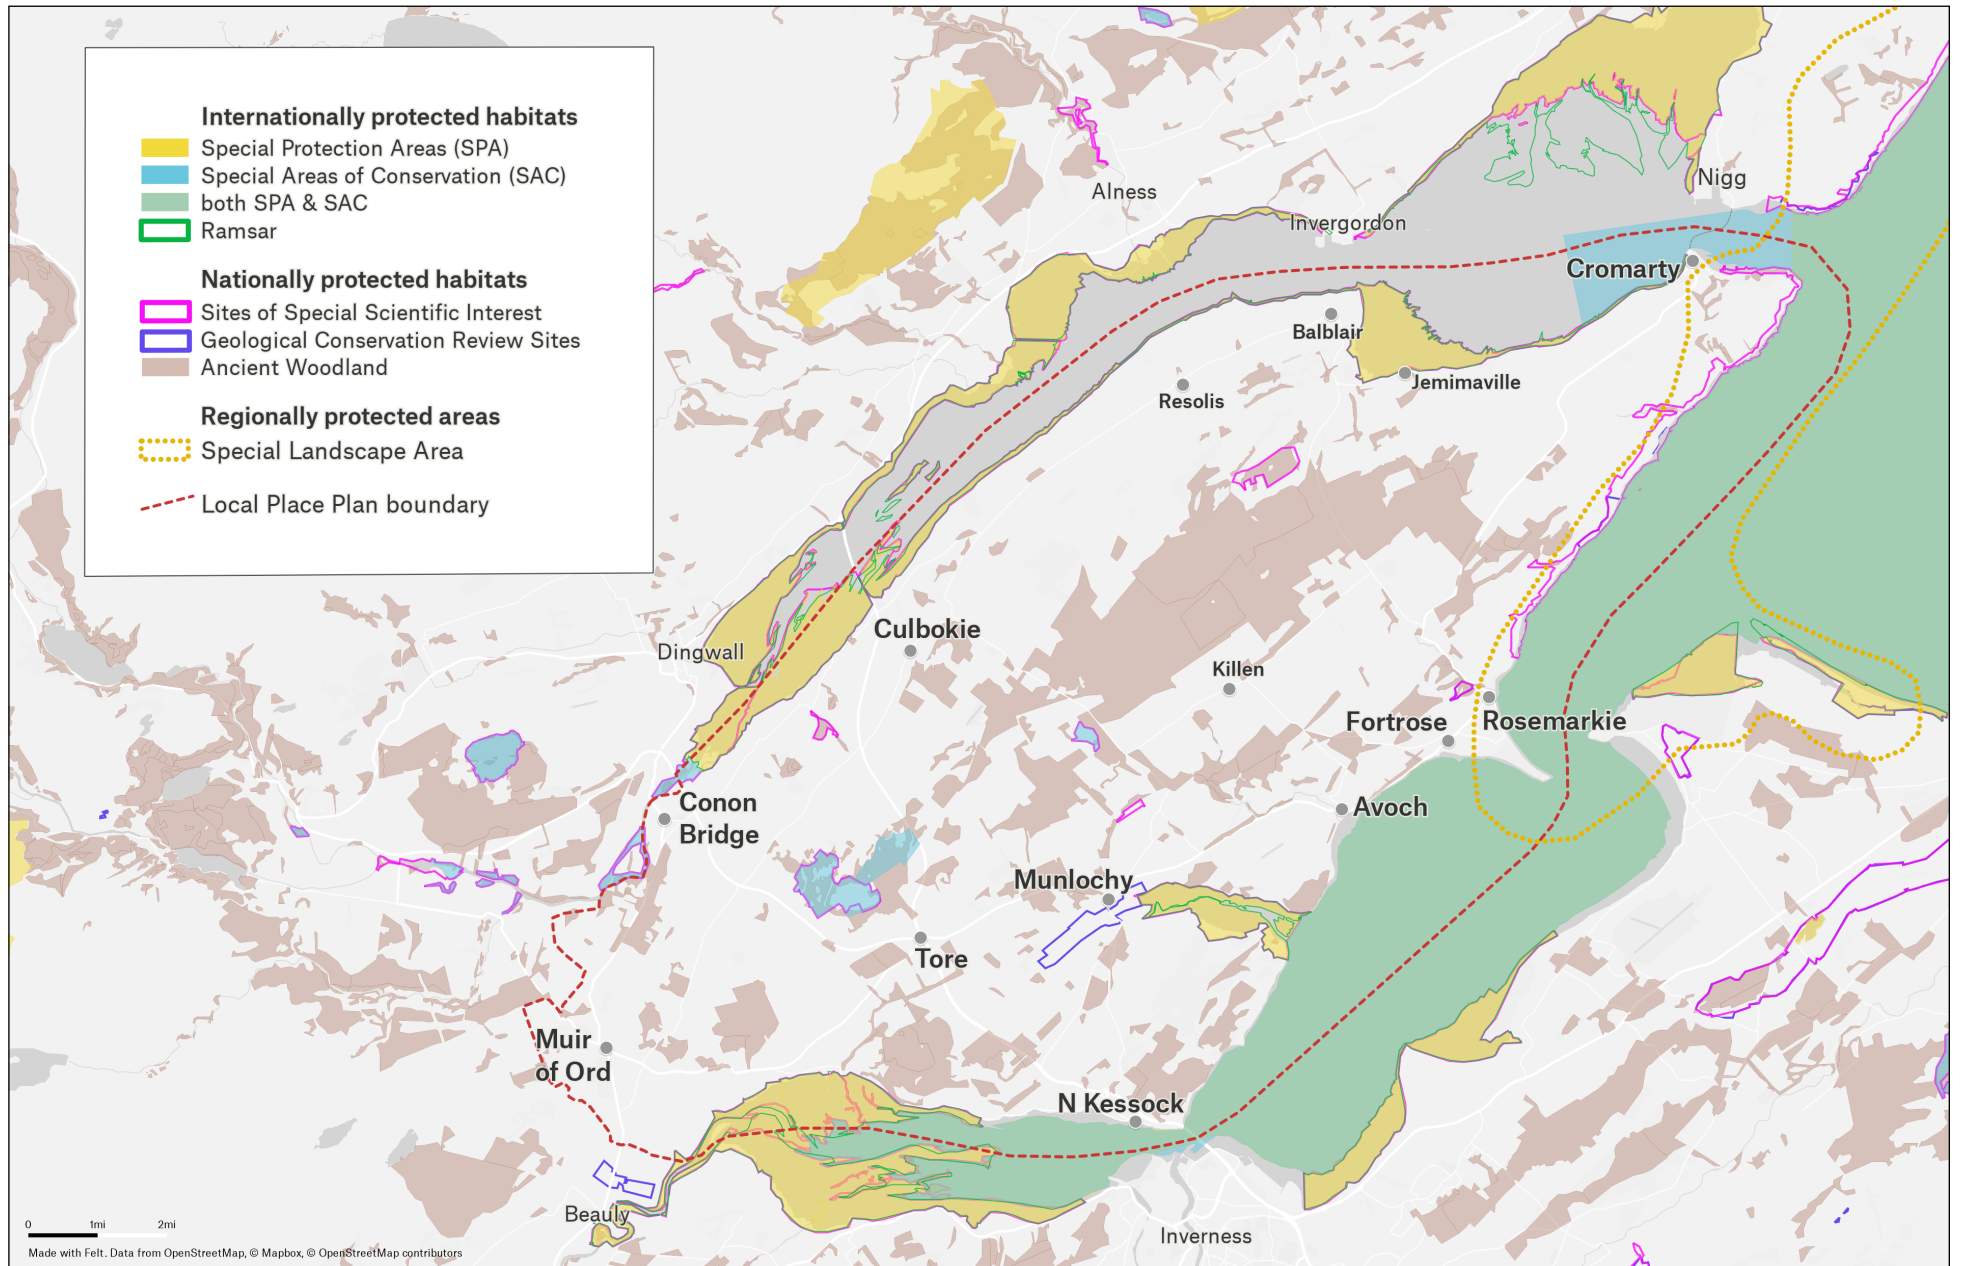 Internationally protected habitats
Special Protection Areas (SPA)
Special Areas of Conservation (SAC)
both SPA & SAC
Ramsar
Nationally protected habitats
Sites of Special Scientific Interest
Geological Conservation Review Sites
Ancient Woodland
Regionally protected areas
Special Landscape Area
Local Place Plan boundary
Alness
Nigg
Invergordon
Cromarty
Balblair
Jemimaville
Resolis
Culbokie
Dingwall
Killen
Fortrose
Rosemarkie
Conon
Bridge
Avoch
Munlochy
Tore
Muir
of Ord
N Kessock
Beauly
Inverness
0 1mi 2mi
Made with Felt. Data from OpenStreetMap, © Mapbox, © OpenStreetMap contributors